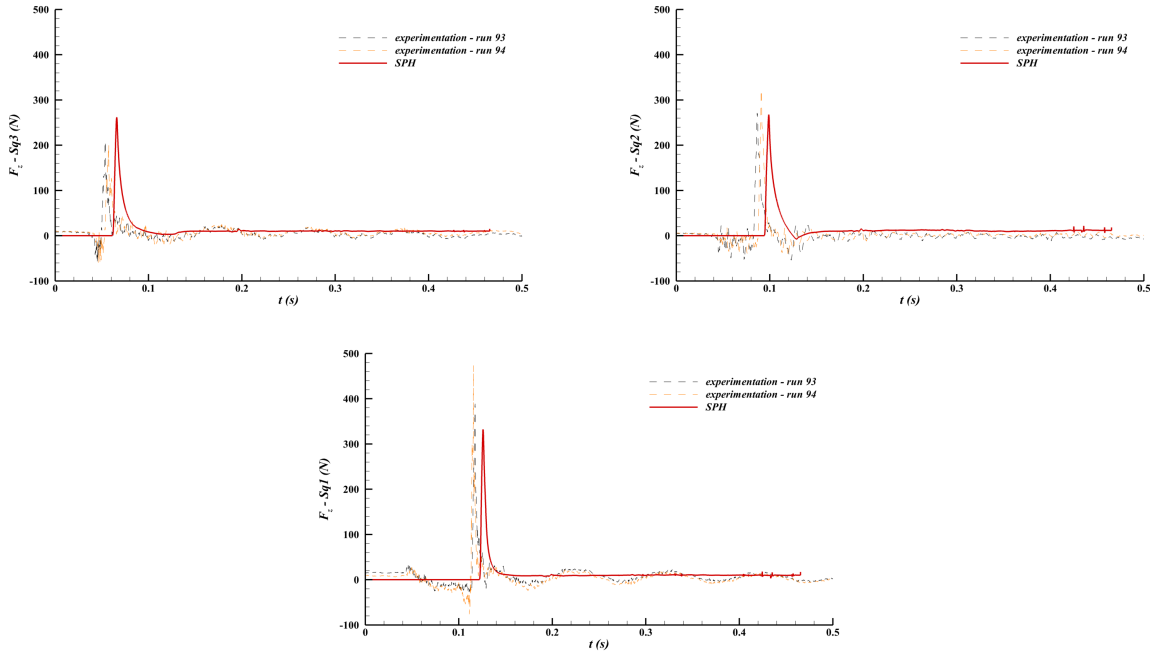 500
400
300
200
100
0
-100
0
0.1
0.2
0.3
0.4
0.5
F_z - Sq3 (N)
t (s)
experimentation - run 93
experimentation - run 94
SPH
500
400
300
200
100
0
-100
0
0.1
0.2
0.3
0.4
0.5
F_z - Sq2 (N)
t (s)
experimentation - run 93
experimentation - run 94
SPH
500
400
300
200
100
0
-100
0
0.1
0.2
0.3
0.4
0.5
F_z - Sq1 (N)
t (s)
experimentation - run 93
experimentation - run 94
SPH